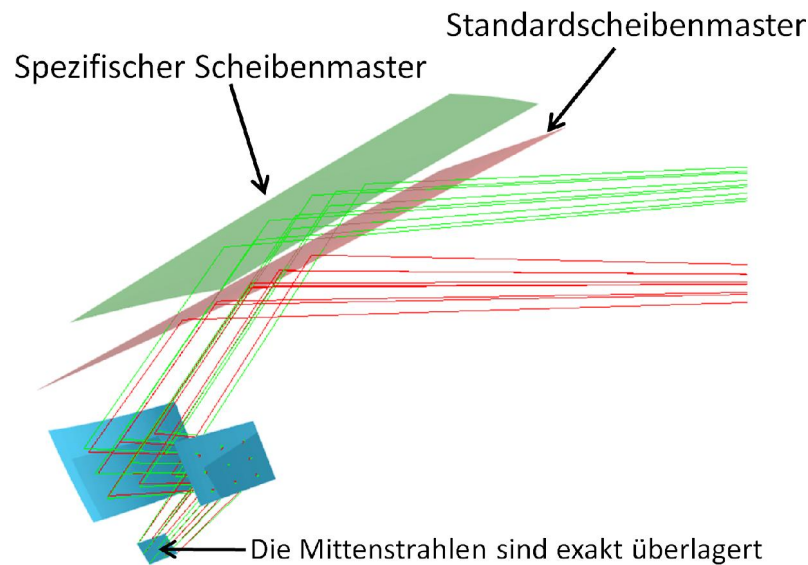 Standardscheibenmaster
Spezifischer Scheibenmaster
Die Mittenstrahlen sind exakt überlagert